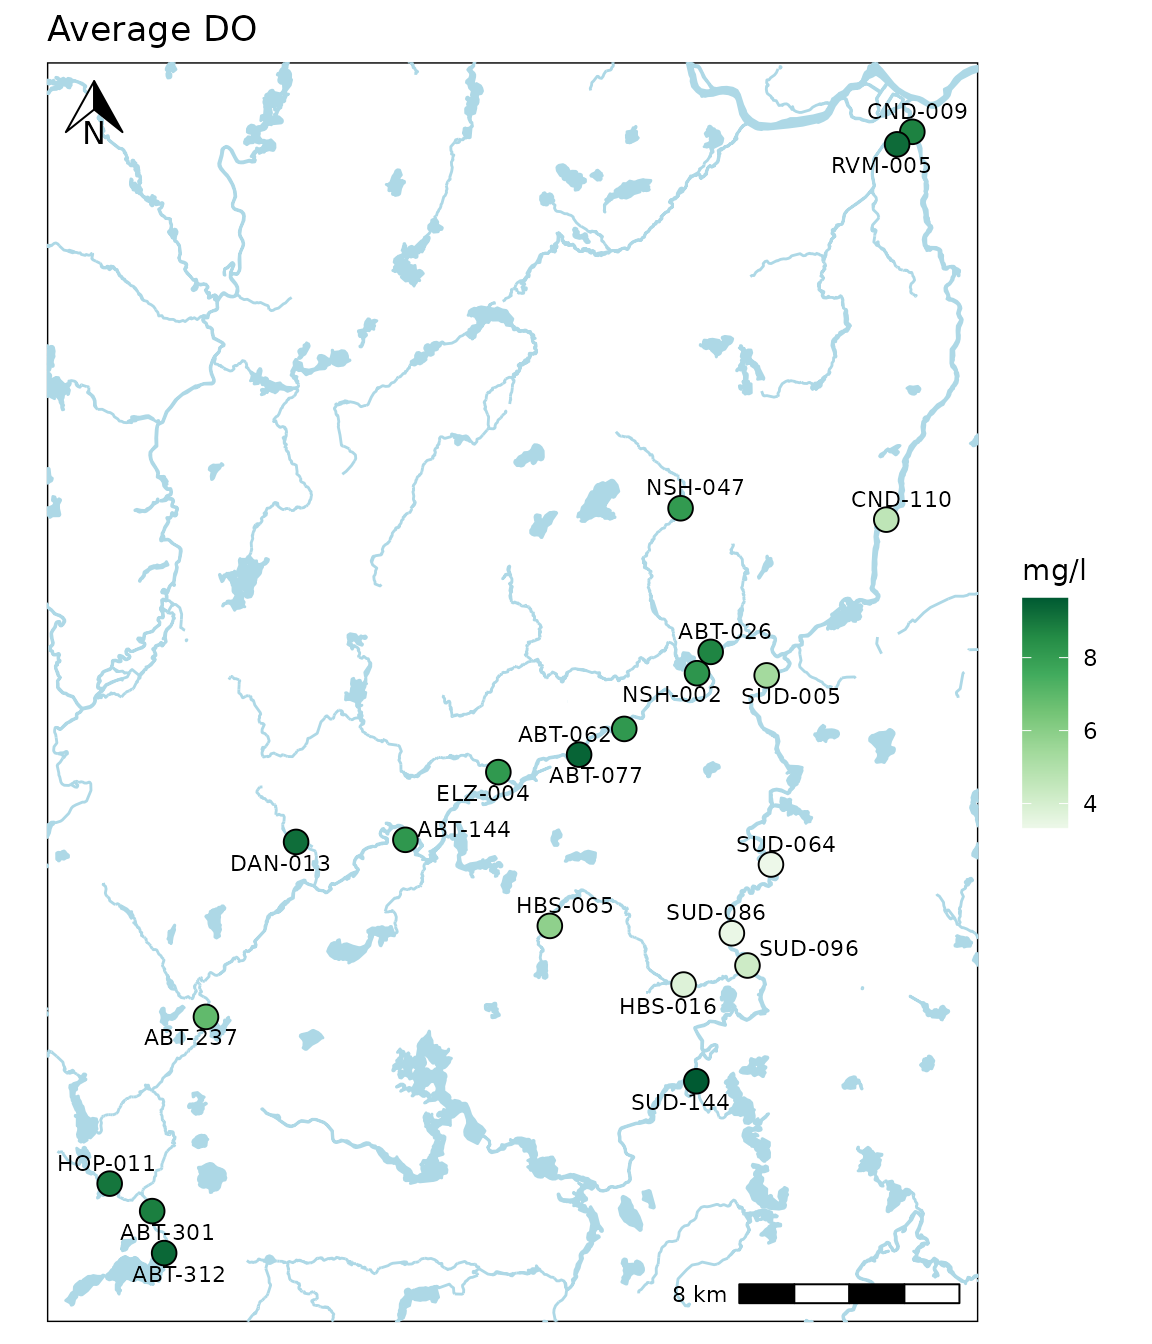 Average DO
N
CND-009
RVM-005
NSH-047
CND-110
mg/l
8
6
4
ABT-026
NSH-002
SUD-005
ABT-062
ABT-077
ELZ-004
ABT-144
DAN-013
SUD-064
HBS-065
SUD-086
SUD-096
HBS-016
ABT-237
SUD-144
HOP-011
ABT-301
ABT-312
8 km